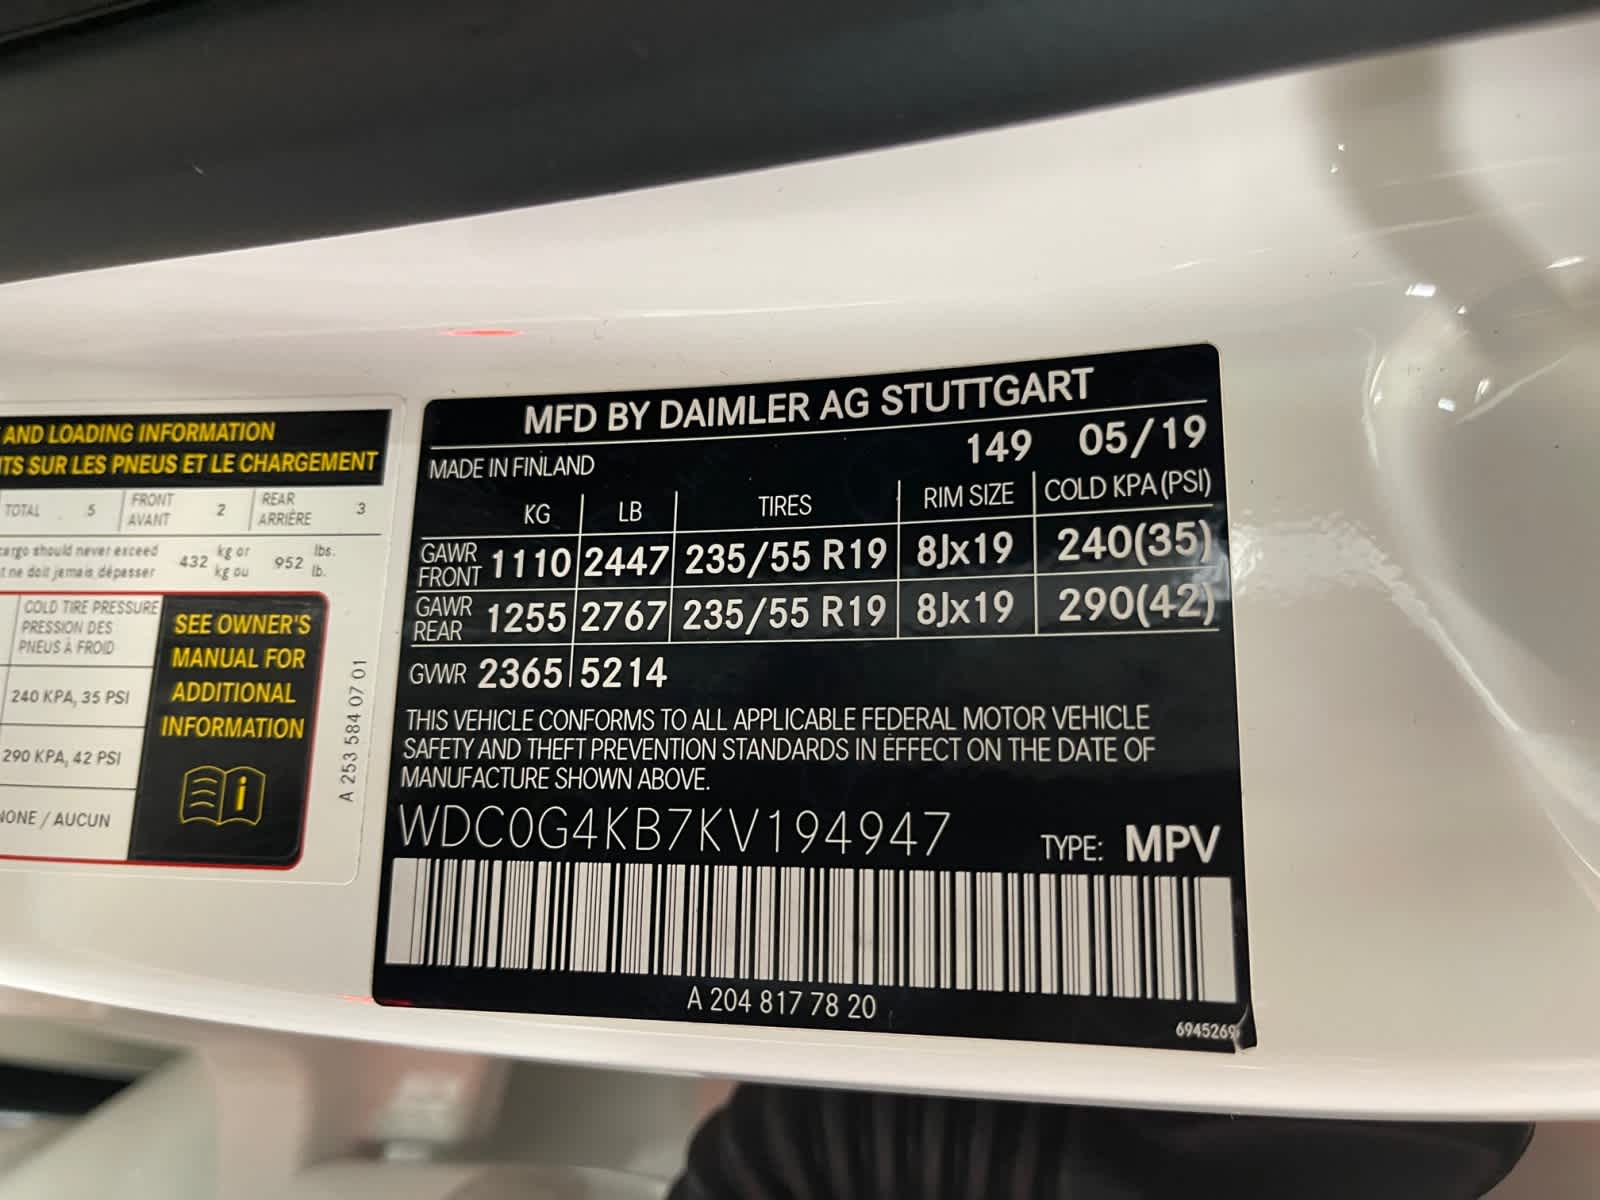 AND LOADING INFORMATION
TS SUR LES PNEUS ET LE CHARGEMENT
TOTAL 5 FRONT AVANT 2 REAR ARRIÈRE 3
cargo should never exceed 432 kg or 952 lbs.
t ne doit jamais dépasser kg ou lb.
COLD TIRE PRESSURE
PRESSION DES
PNEUS À FROID
240 KPA, 35 PSI
290 KPA, 42 PSI
NONE / AUCUN
SEE OWNER'S
MANUAL FOR
ADDITIONAL
INFORMATION
A 253 584 07 01
MFD BY DAIMLER AG STUTTGART
MADE IN FINLAND 149 05/19
KG LB TIRES RIM SIZE COLD KPA(PSI)
GAWR FRONT 1110 2447 235/55 R19 8Jx19 240(35)
GAWR REAR 1255 2767 235/55 R19 8Jx19 290(42)
GVWR 2365 5214
THIS VEHICLE CONFORMS TO ALL APPLICABLE FEDERAL MOTOR VEHICLE
SAFETY AND THEFT PREVENTION STANDARDS IN EFFECT ON THE DATE OF
MANUFACTURE SHOWN ABOVE.
WDC0G4KB7KV194947 TYPE: MPV
A 204 817 78 20
6945269